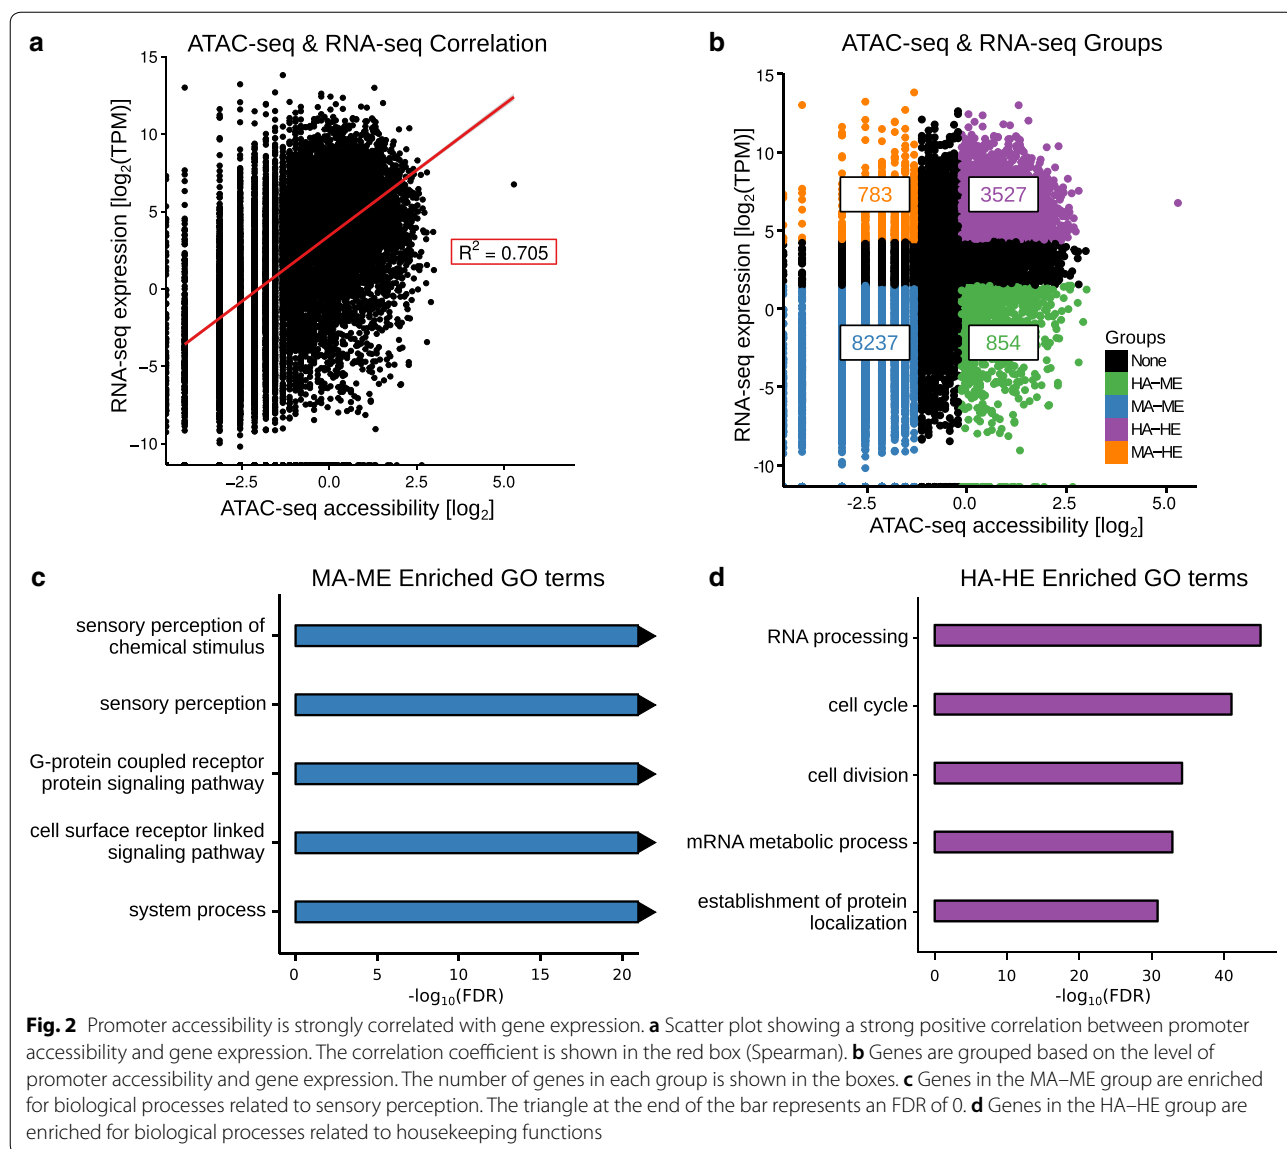 a
ATAC-seq & RNA-seq Correlation
15
10
5
0
−5
−10
RNA-seq expression [log2(TPM)]
R2 = 0.705
−2.5 0.0 2.5 5.0
ATAC-seq accessibility [log2]
b
ATAC-seq & RNA-seq Groups
15
10
5
0
-5
-10
RNA-seq expression [log2(TPM)]
783
3527
8237
854
Groups
None
HA−ME
MA−ME
HA−HE
MA−HE
-2.5 0.0 2.5 5.0
ATAC-seq accessibility [log2]
c
MA-ME Enriched GO terms
sensory perception of
chemical stimulus
sensory perception
G-protein coupled receptor
protein signaling pathway
cell surface receptor linked
signaling pathway
system process
0 5 10 15 20
-log10(FDR)
d
HA-HE Enriched GO terms
RNA processing
cell cycle
cell division
mRNA metabolic process
establishment of protein
localization
0 10 20 30 40
-log10(FDR)
Fig. 2 Promoter accessibility is strongly correlated with gene expression. a Scatter plot showing a strong positive correlation between promoter
accessibility and gene expression. The correlation coefficient is shown in the red box (Spearman). b Genes are grouped based on the level of
promoter accessibility and gene expression. The number of genes in each group is shown in the boxes. c Genes in the MA–ME group are enriched
for biological processes related to sensory perception. The triangle at the end of the bar represents an FDR of 0. d Genes in the HA–HE group are
enriched for biological processes related to housekeeping functions